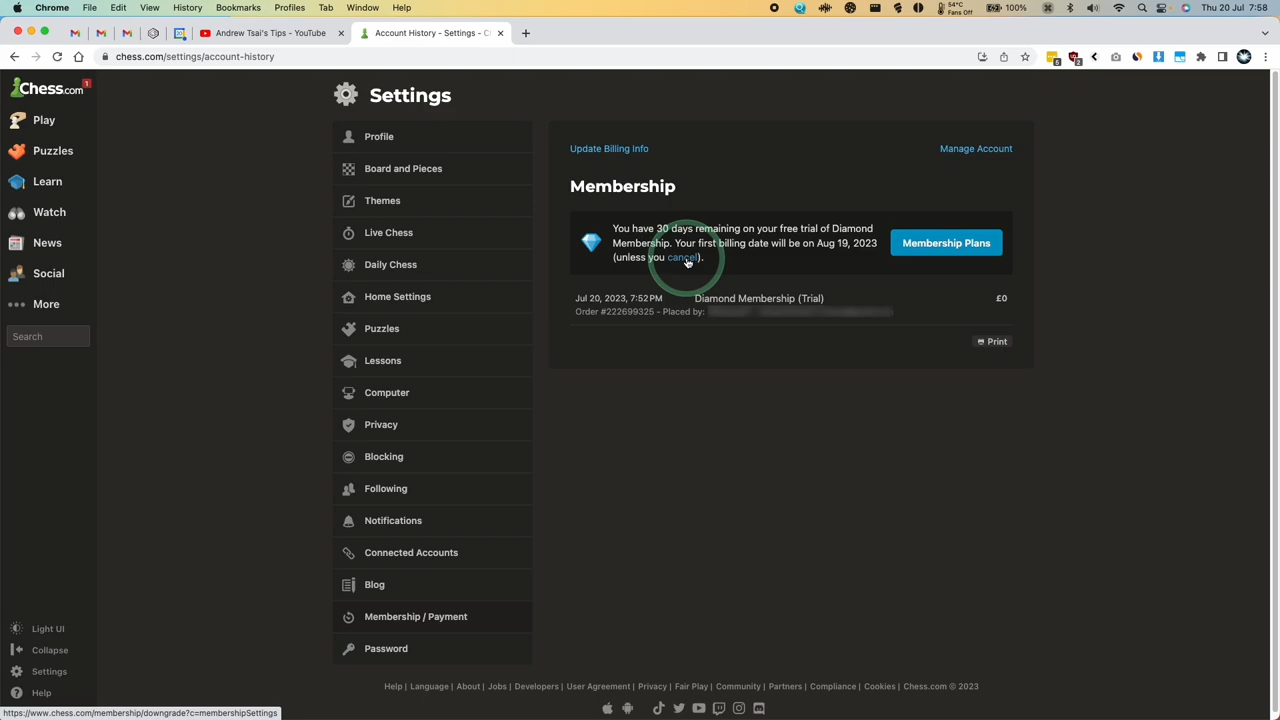 Chrome File Edit View History Bookmarks Profiles Tab Window Help
54°C
Fans Off
100%
Thu 20 Jul 7:58
Andrew Tsai's Tips - YouTube
Account History - Settings - C
chess.com/settings/account-history
5
2
Chess.com
1
Play
Puzzles
Learn
Watch
News
Social
More
Search
Light UI
Collapse
Settings
Help
Settings
Profile
Board and Pieces
Themes
Live Chess
Daily Chess
Home Settings
Puzzles
Lessons
Computer
Privacy
Blocking
Following
Notifications
Connected Accounts
Blog
Membership / Payment
Password
Update Billing Info
Manage Account
Membership
You have 30 days remaining on your free trial of Diamond
Membership. Your first billing date will be on Aug 19, 2023
(unless you cancel).
Membership Plans
Jul 20, 2023, 7:52 PM
Diamond Membership (Trial)
£0
Order #222699325 - Placed by:
Print
Help | Language | About | Jobs | Developers | User Agreement | Privacy | Fair Play | Community | Partners | Compliance | Cookies | Chess.com © 2023
https://www.chess.com/membership/downgrade?c=membershipSettings